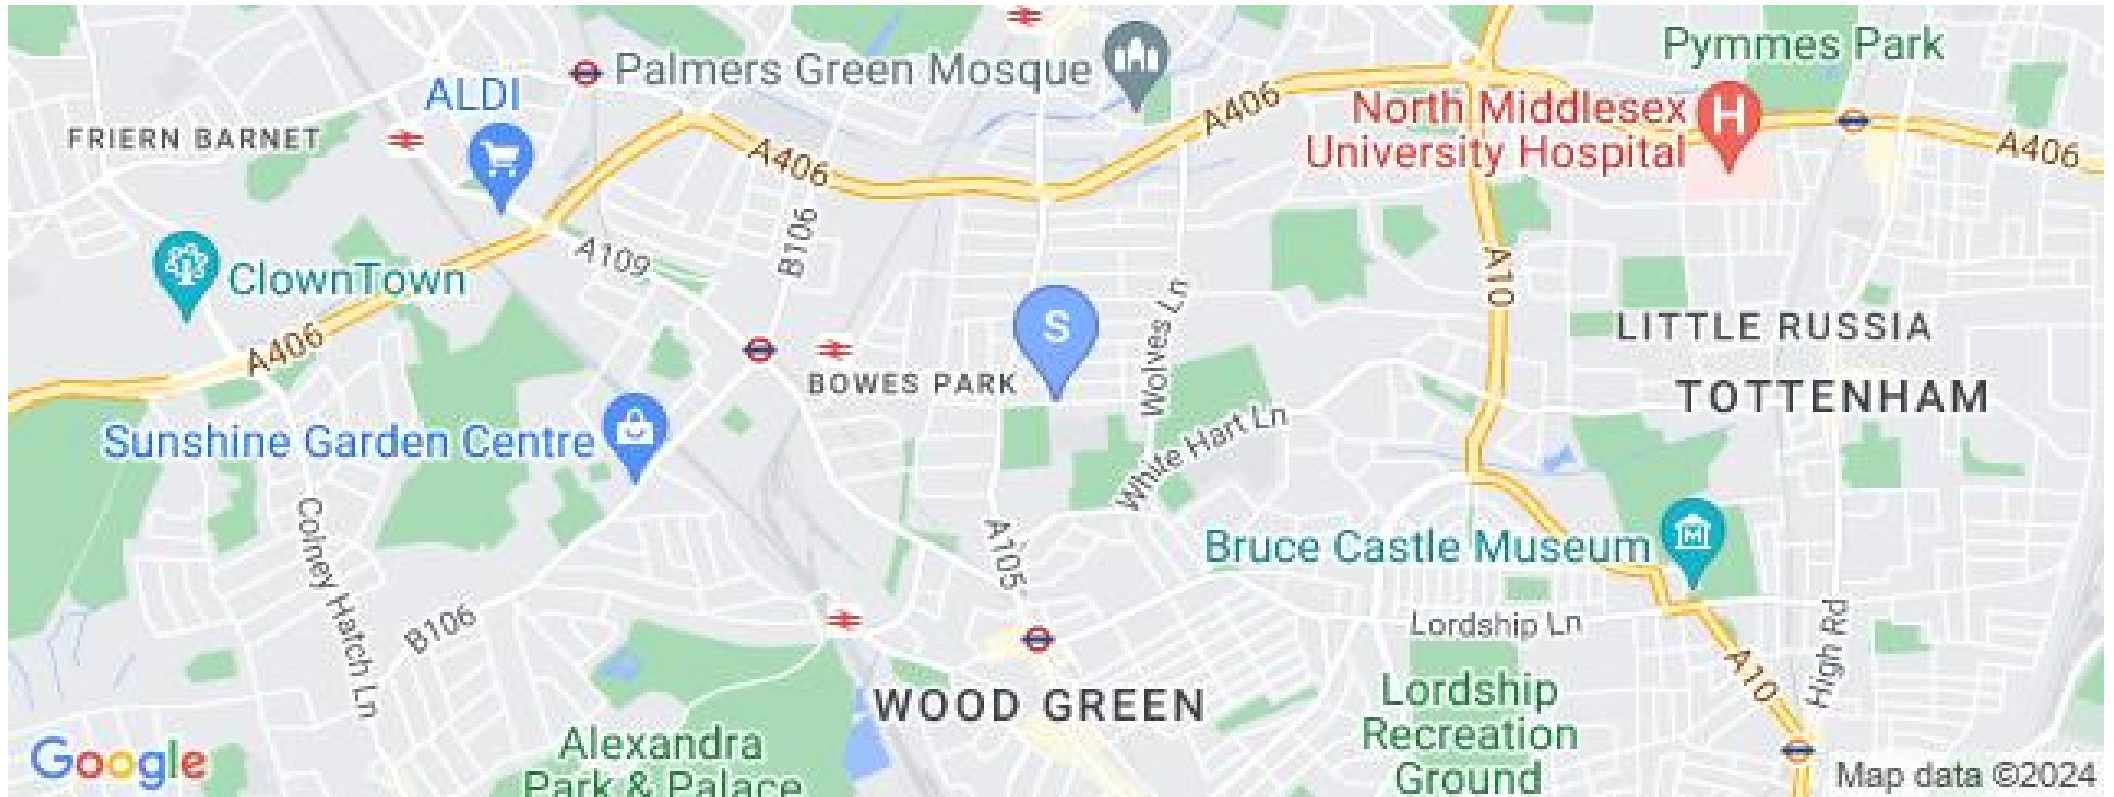 Pymmes Park
Palmers Green Mosque
ALDI
A406
North Middlesex
University Hospital
H
FRIERN BARNET
A406
A406
B106
A109
ClownTown
A10
Wolves Ln
S
LITTLE RUSSIA
A406
BOWES PARK
TOTTENHAM
Sunshine Garden Centre
White Hart Ln
Colney Hatch Ln
A105
Bruce Castle Museum
M
B106
Lordship Ln
High Rd
A10
WOOD GREEN
Lordship
Recreation
Ground
Alexandra
Park & Palace
Google
Map data ©2024